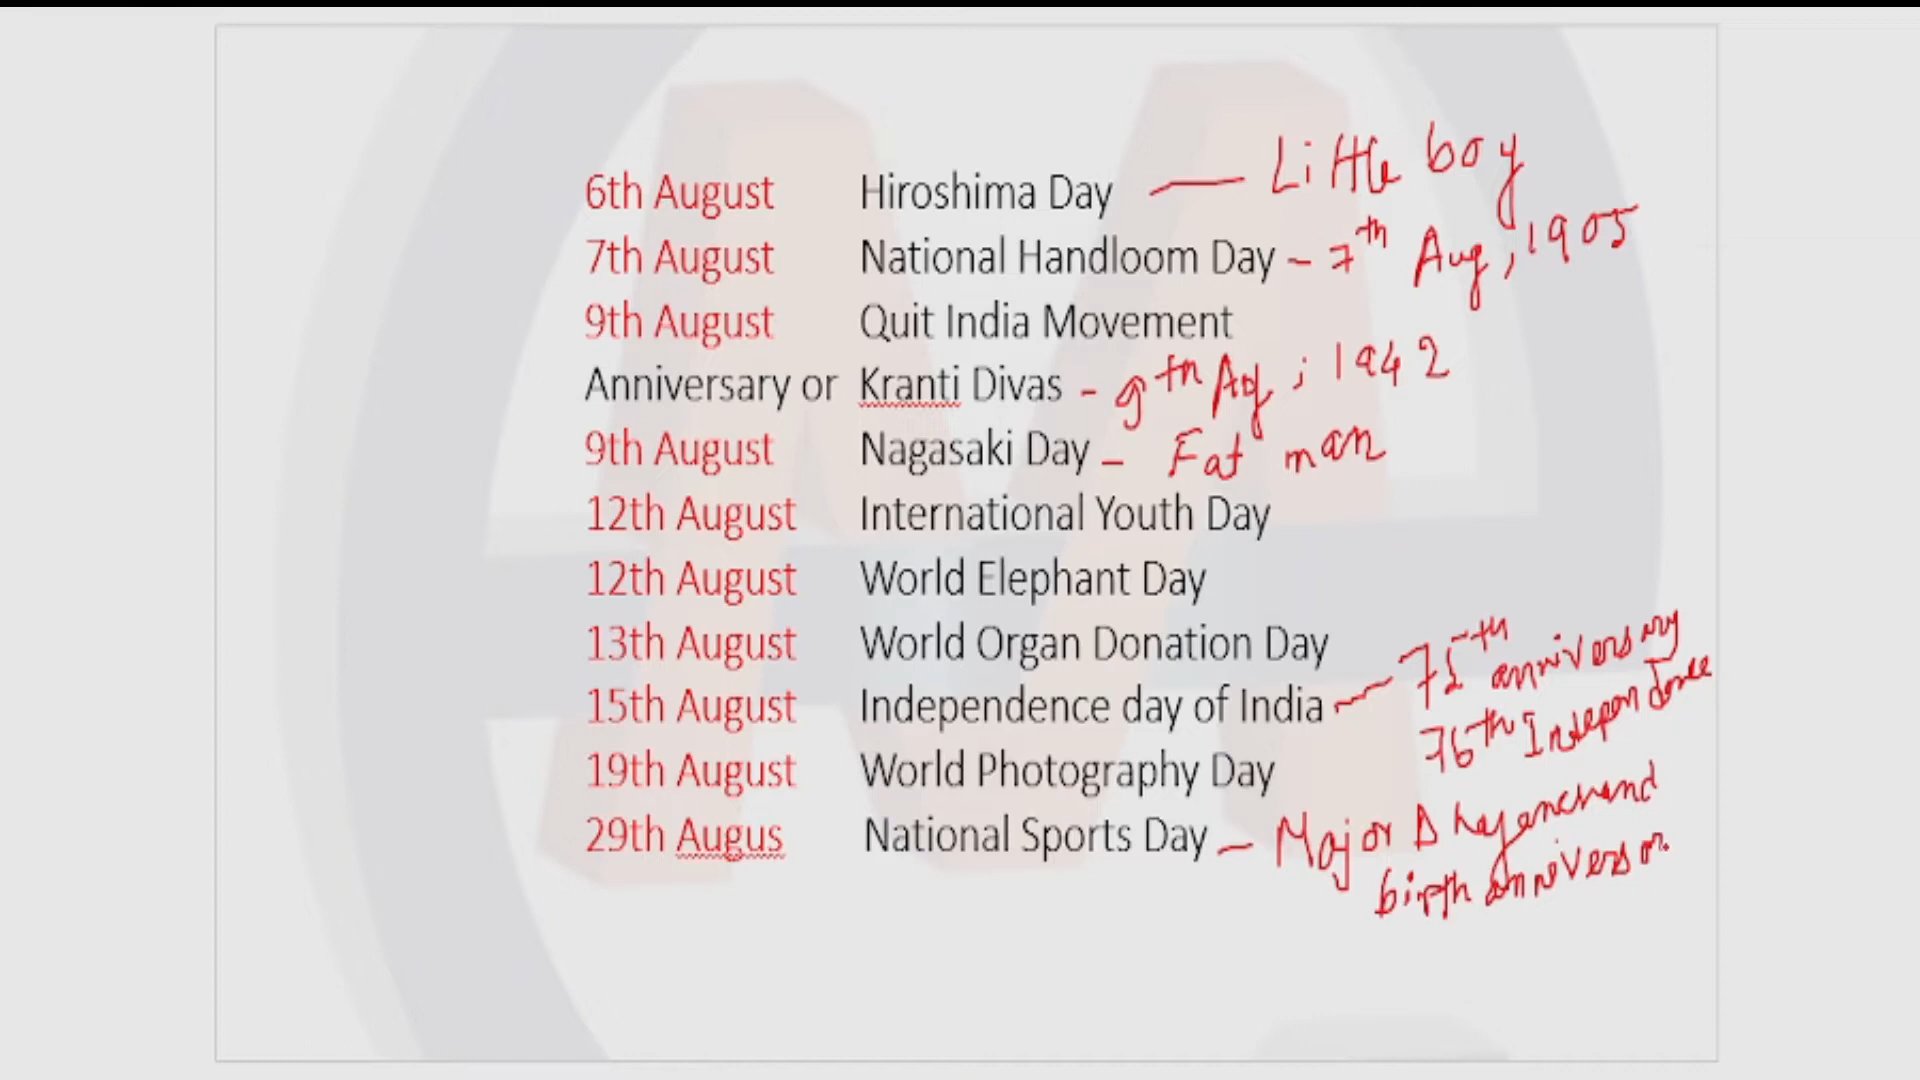 6th August Hiroshima Day — Little boy
7th August National Handloom Day - 7th Aug, 1905
9th August Quit India Movement
Anniversary or Kranti Divas - 9th Ag, 1942
9th August Nagasaki Day - Fat man
12th August International Youth Day
12th August World Elephant Day
13th August World Organ Donation Day
15th August Independence day of India — 75th anniversary
76th
19th August World Photography Day
29th Augus National Sports Day - Major Dhyanchand
birth